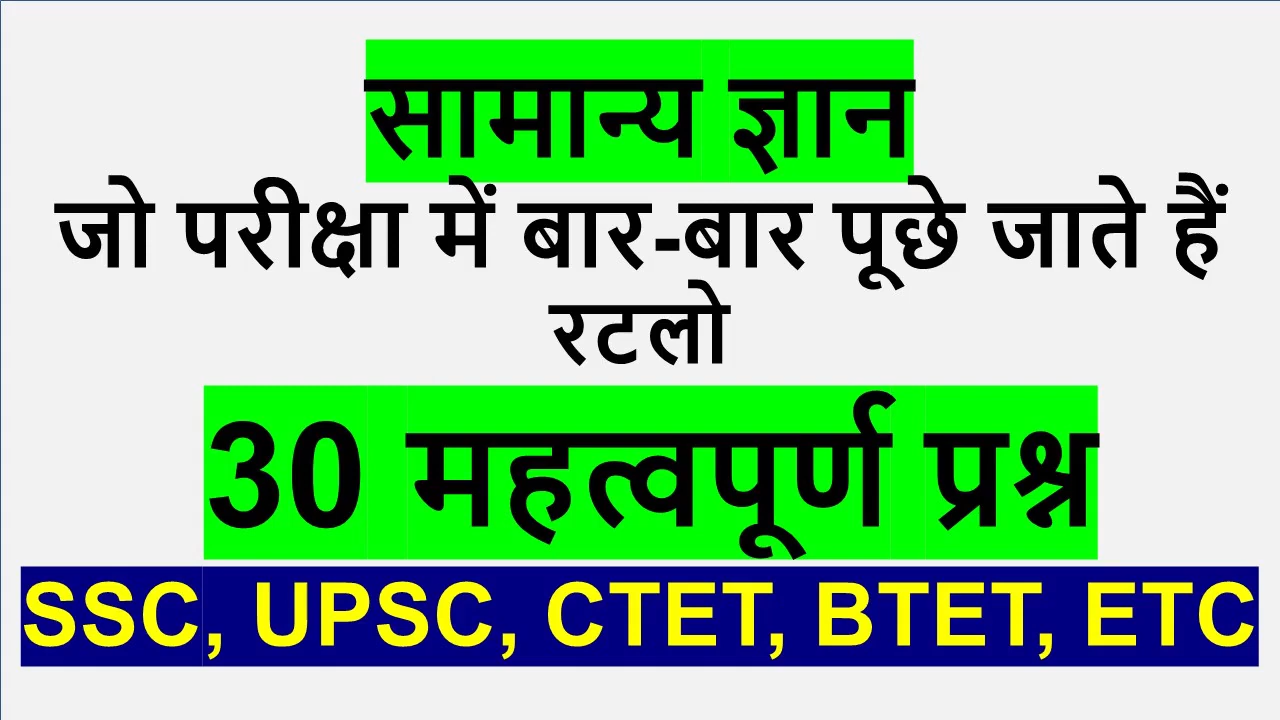 सामान्य ज्ञान
जो परीक्षा में बार-बार पूछे जाते हैं
रटलो
30 महत्वपूर्ण प्रश्न
SSC, UPSC, CTET, BTET, ETC